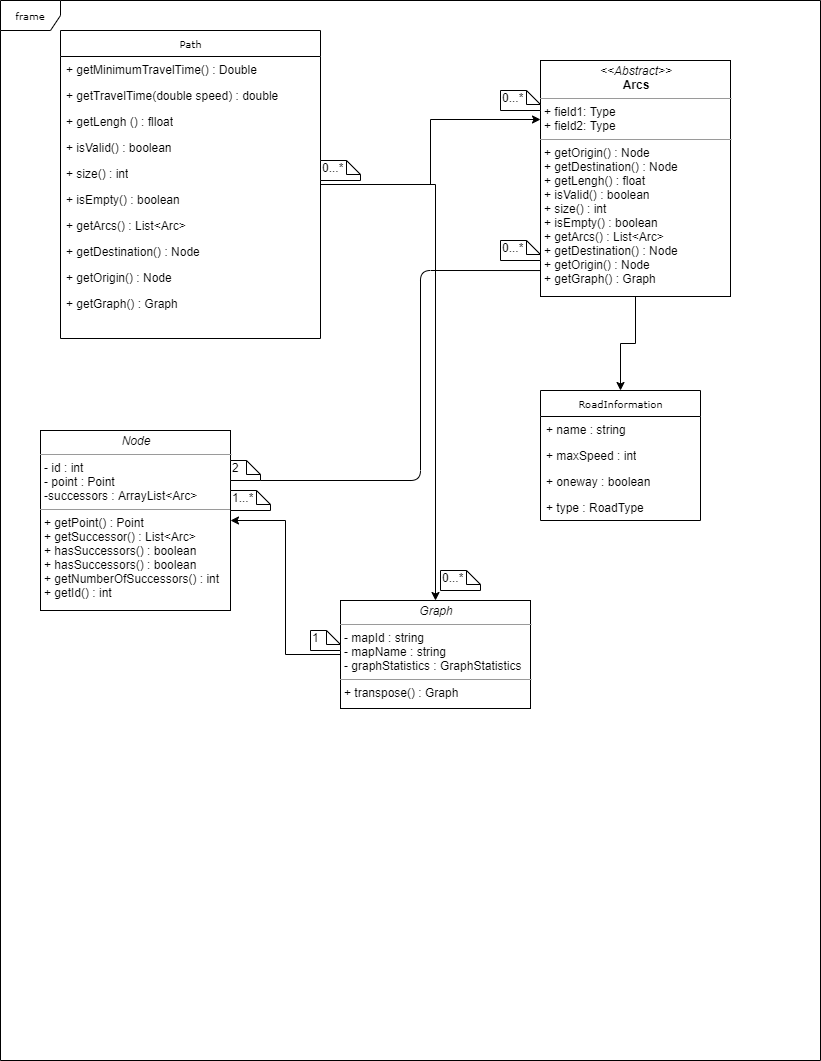 frame
Path
+ getMinimumTravelTime() : Double
+ getTravelTime(double speed) : double
+ getLengh () : flloat
+ isValid() : boolean
+ size() : int
+ isEmpty() : boolean
+ getArcs() : List<Arc>
+ getDestination() : Node
+ getOrigin() : Node
+ getGraph() : Graph
0...*
<<Abstract>>
Arcs
0...*
+ field1: Type
+ field2: Type
+ getOrigin() : Node
+ getDestination() : Node
+ getLengh() : float
+ isValid() : boolean
+ size() : int
+ isEmpty() : boolean
+ getArcs() : List<Arc>
+ getDestination() : Node
+ getOrigin() : Node
+ getGraph() : Graph
0...*
RoadInformation
+ name : string
+ maxSpeed : int
+ oneway : boolean
+ type : RoadType
Node
- id : int
- point : Point
-successors : ArrayList<Arc>
+ getPoint() : Point
+ getSuccessor() : List<Arc>
+ hasSuccessors() : boolean
+ hasSuccessors() : boolean
+ getNumberOfSuccessors() : int
+ getId() : int
2
1...*
0...*
Graph
1
- mapId : string
- mapName : string
- graphStatistics : GraphStatistics
+ transpose() : Graph